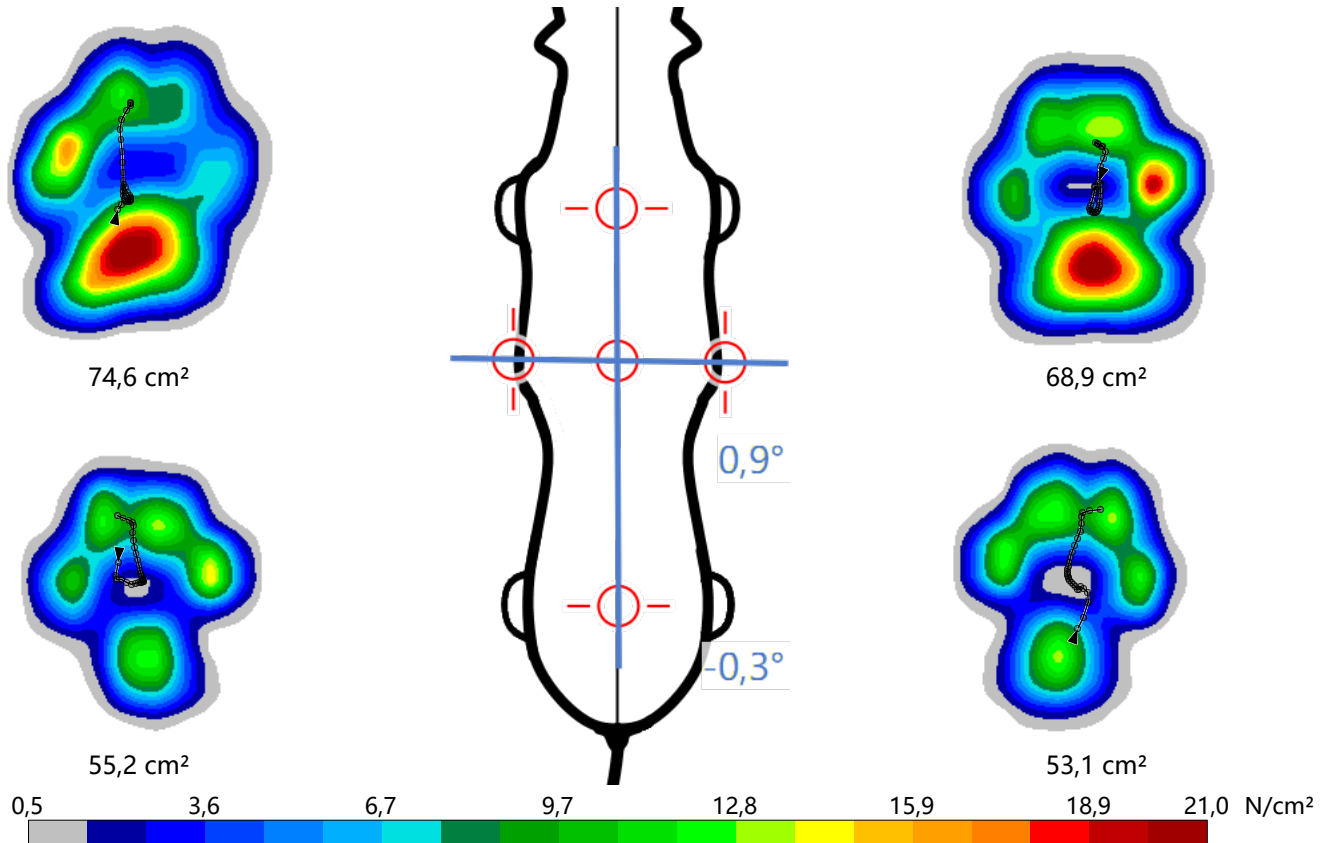 74,6 cm²
68,9 cm²
0,9°
-0,3°
55,2 cm²
53,1 cm²
0,5 3,6 6,7 9,7 12,8 15,9 18,9 21,0 N/cm²